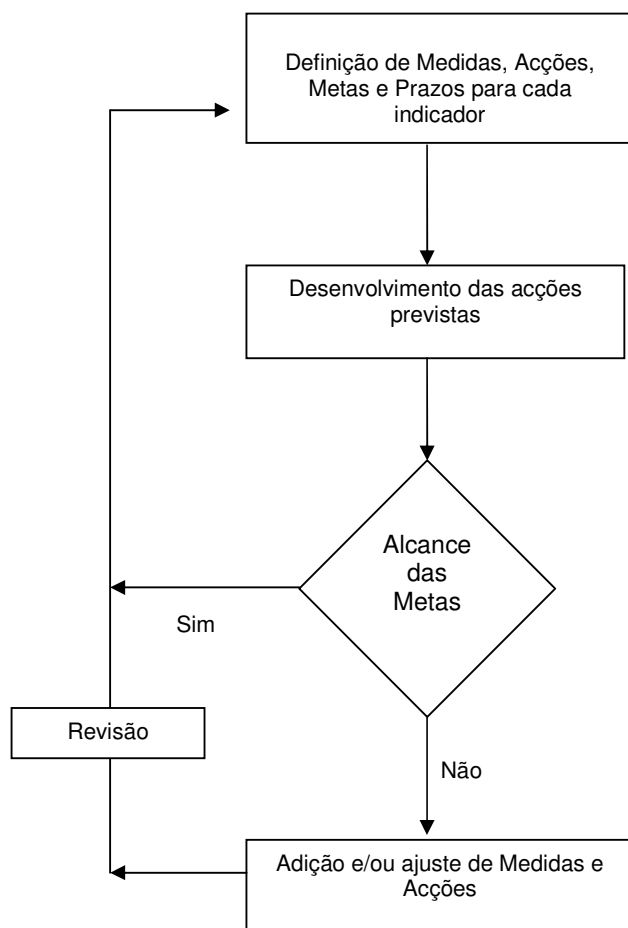 Definição de Medidas, Acções,
Metas e Prazos para cada
indicador
Desenvolvimento das acções
previstas
Alcance
das
Metas
Sim
Revisão
Não
Adição e/ou ajuste de Medidas e
Acções